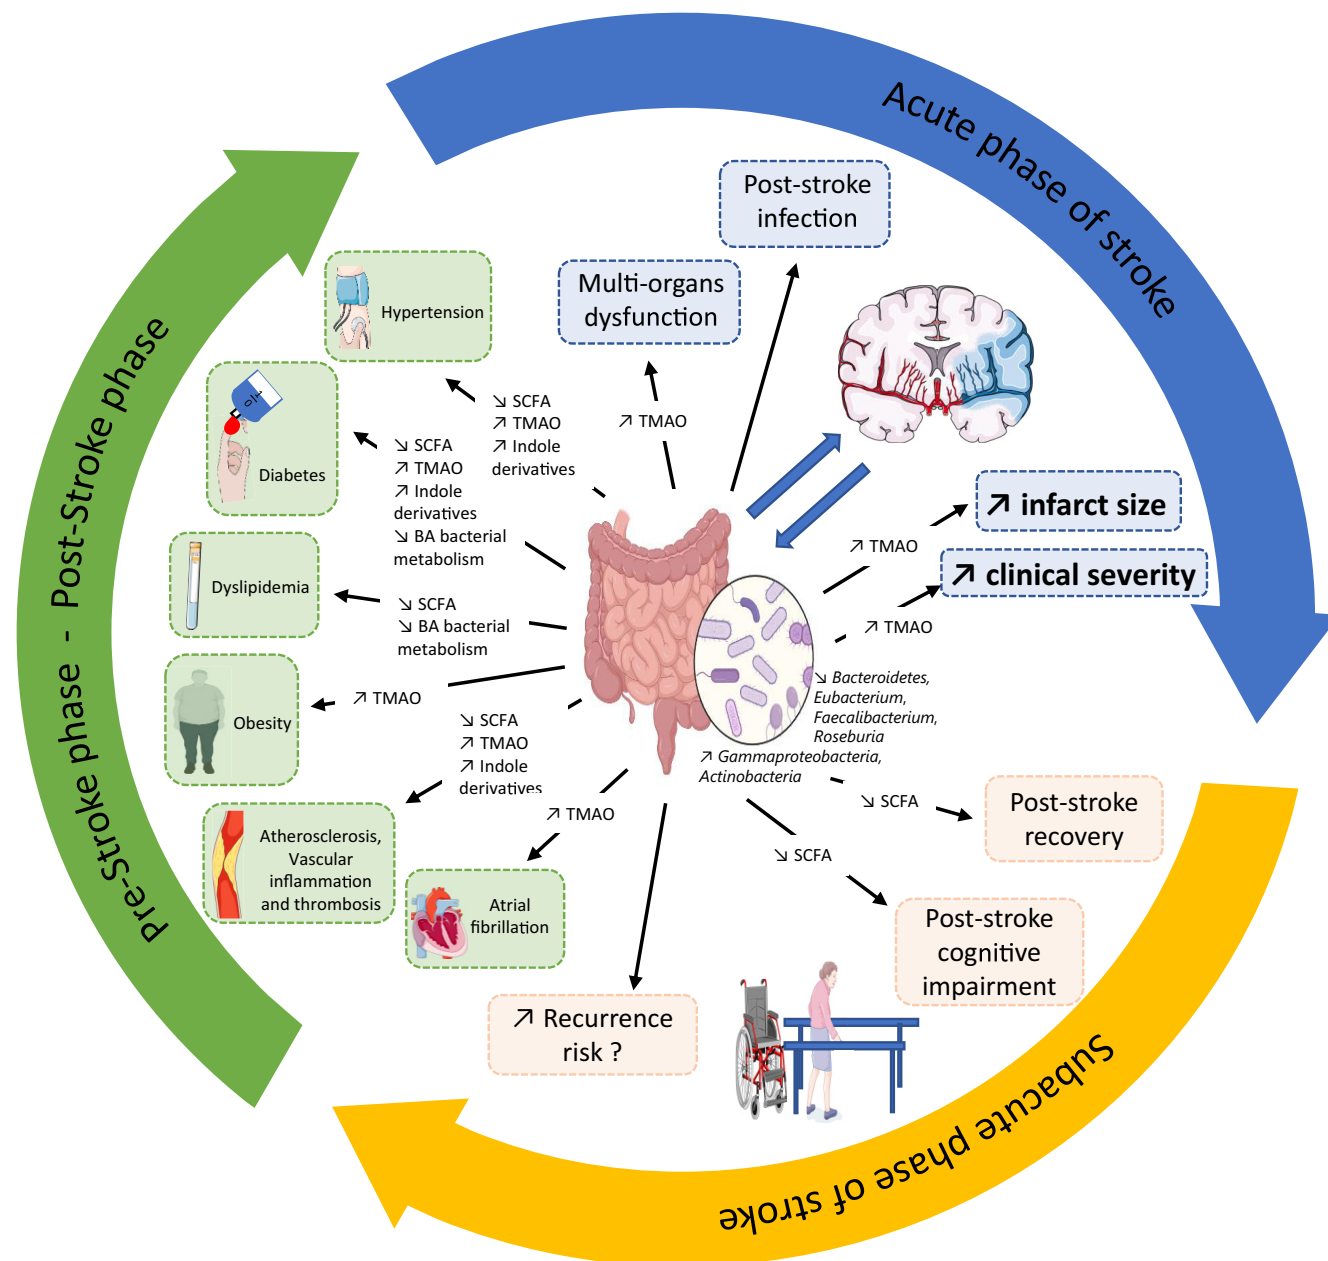 Acute phase of stroke
Post-stroke
infection
Multi-organs
dysfunction
↗ TMAO
↗ infarct size
↗ TMAO
↗ clinical severity
↗ TMAO
↘ Bacteroidetes,
Eubacterium,
Faecalibacterium,
Roseburia
↗ Gammaproteobacteria,
Actinobacteria
Subacute phase of stroke
↘ SCFA
Post-stroke
recovery
↘ SCFA
Post-stroke
cognitive
impairment
↗ Recurrence
risk ?
Pre-Stroke phase - Post-Stroke phase
Hypertension
↘ SCFA
↗ TMAO
↗ Indole
derivatives
Diabetes
↘ SCFA
↗ TMAO
↗ Indole
derivatives
↘ BA bacterial
metabolism
Dyslipidemia
↘ SCFA
↘ BA bacterial
metabolism
Obesity
↗ TMAO
Atherosclerosis,
Vascular
inflammation
and thrombosis
↘ SCFA
↗ TMAO
↗ Indole
derivatives
Atrial
fibrillation
↗ TMAO